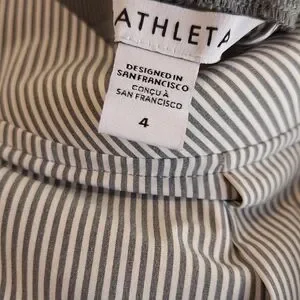 ATHLETA
DESIGNED IN
SAN FRANCISCO
CONÇU À
SAN FRANCISCO
4